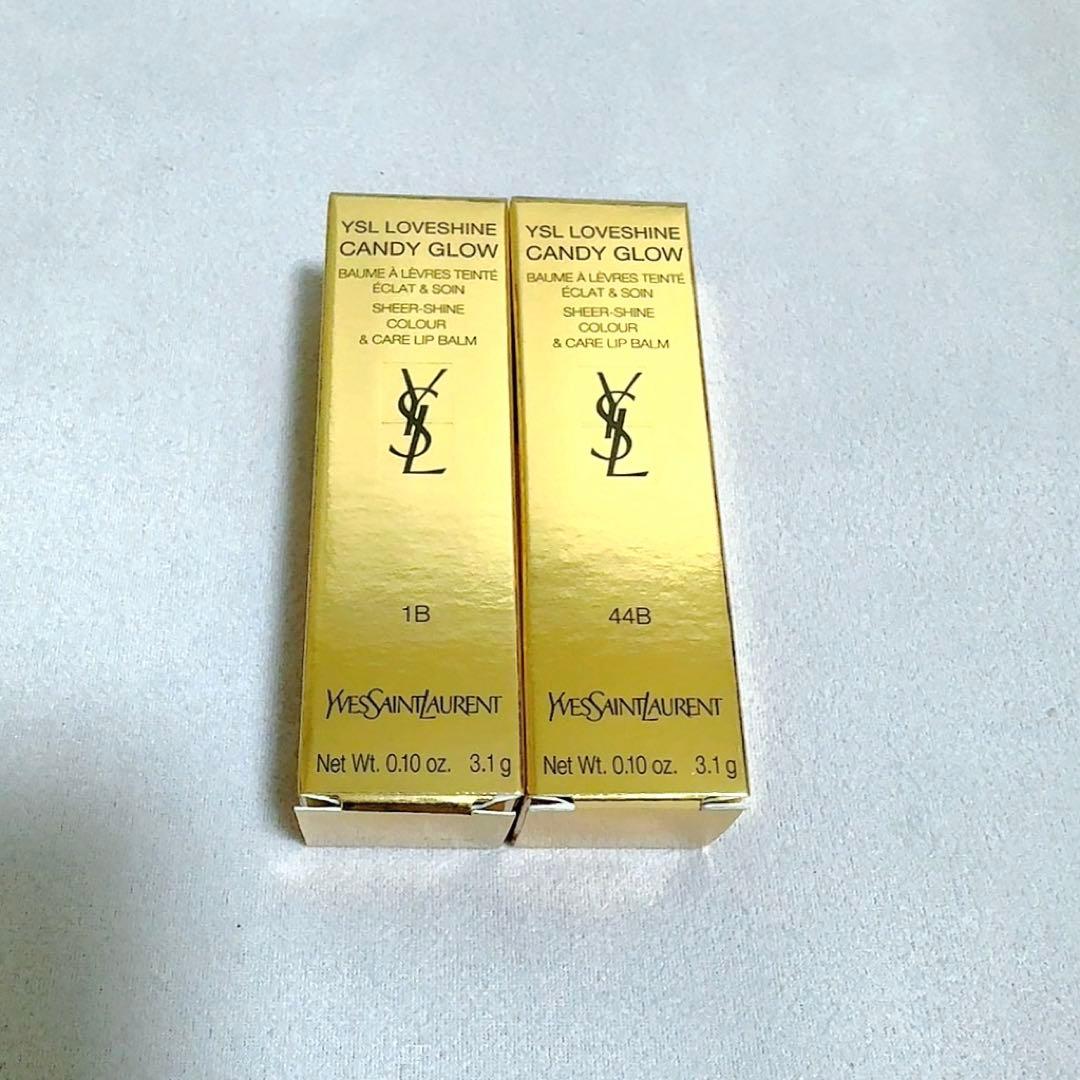 YSL LOVESHINE
CANDY GLOW
BAUME À LÈVRES TEINTÉ
ÉCLAT & SOIN
SHEER-SHINE
COLOUR
& CARE LIP BALM
YSL
1B
YVESSAINTLAURENT
Net Wt. 0.10 oz. 3.1 g
YSL LOVESHINE
CANDY GLOW
BAUME À LÈVRES TEINTÉ
ÉCLAT & SOIN
SHEER-SHINE
COLOUR
& CARE LIP BALM
YSL
44B
YVESSAINTLAURENT
Net Wt. 0.10 oz. 3.1 g